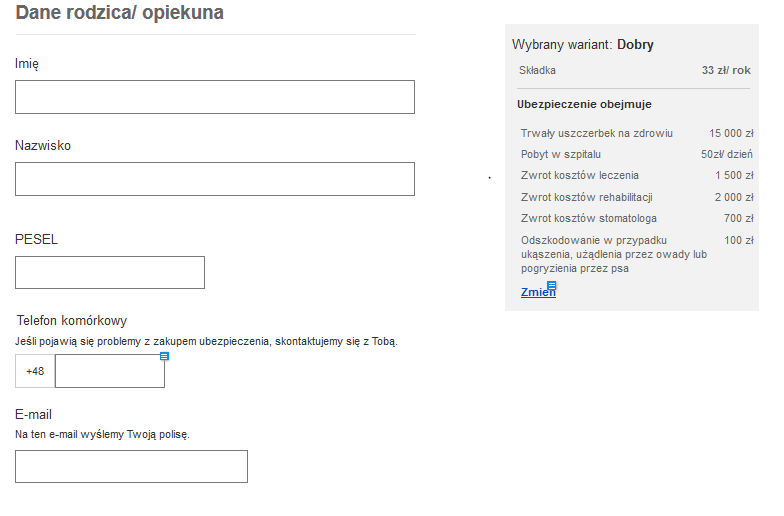 Dane rodzica/ opiekuna
Imię
Nazwisko
PESEL
Telefon komórkowy
Jeśli pojawią się problemy z zakupem ubezpieczenia, skontaktujemy się z Tobą.
+48
E-mail
Na ten e-mail wyślemy Twoją polisę.
Wybrany wariant: Dobry
Składka 33 zł/ rok
Ubezpieczenie obejmuje
Trwały uszczerbek na zdrowiu 15 000 zł
Pobyt w szpitalu 50zł/ dzień
Zwrot kosztów leczenia 1 500 zł
Zwrot kosztów rehabilitacji 2 000 zł
Zwrot kosztów stomatologa 700 zł
Odszkodowanie w przypadku 100 zł
ukąszenia, użądlenia przez owady lub
pogryzienia przez psa
Zmień